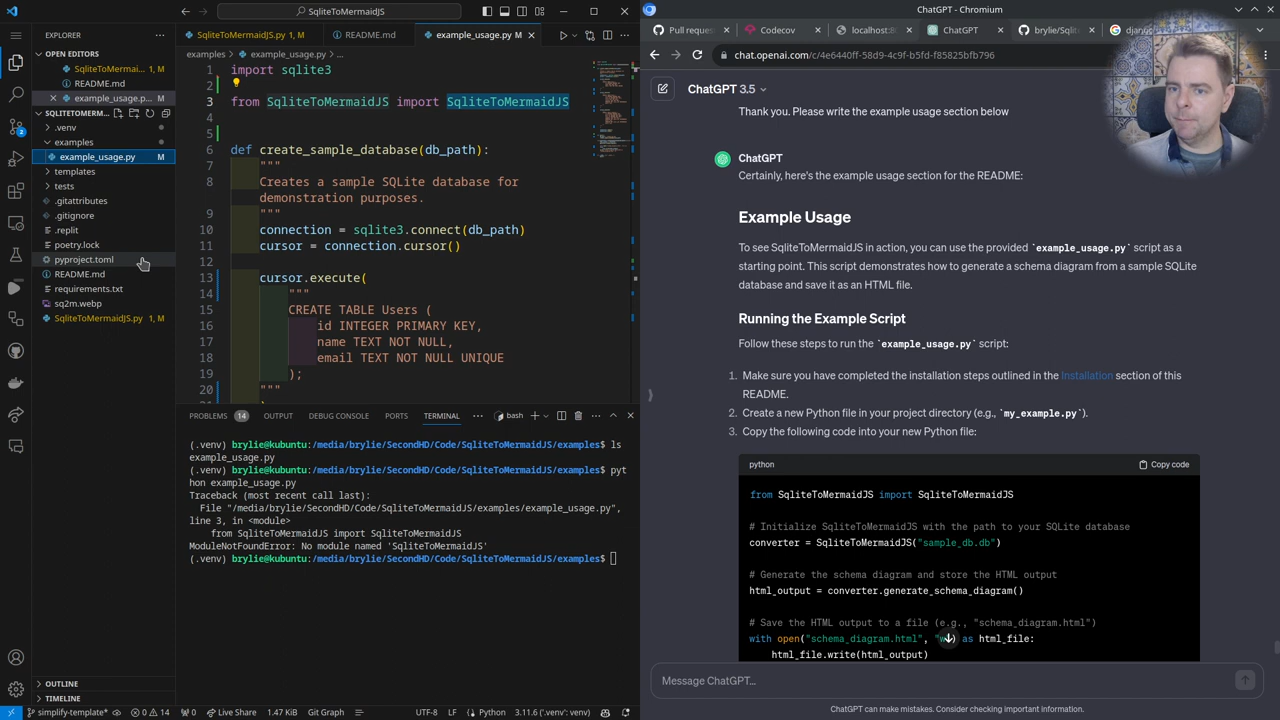 SqliteToMermaidJS
ChatGPT - Chromium
EXPLORER
SqliteToMermaidJS.py 1, M
README.md
example_usage.py M
Pull reques
Codecov
localhost:8
ChatGPT
brylie/Sqlit
djang
OPEN EDITORS
SqliteToMermai... 1, M
README.md
example_usage.p... M
SQLITETOMERM...
.venv
examples
example_usage.py M
templates
tests
.gitattributes
.gitignore
.replit
poetry.lock
pyproject.toml
README.md
requirements.txt
sq2m.webp
SqliteToMermaidJS.py 1, M
OUTLINE
TIMELINE
examples > example_usage.py > ...
1 import sqlite3
2
3 from SqliteToMermaidJS import SqliteToMermaidJS
4
5
6 def create_sample_database(db_path):
7 """
8 Creates a sample SQLite database for
demonstration purposes.
9 """
10 connection = sqlite3.connect(db_path)
11 cursor = connection.cursor()
12
13 cursor.execute(
14 """
15 CREATE TABLE Users (
16 id INTEGER PRIMARY KEY,
17 name TEXT NOT NULL,
18 email TEXT NOT NULL UNIQUE
19 );
20 """
PROBLEMS 14 OUTPUT DEBUG CONSOLE PORTS TERMINAL ... bash
(.venv) brylie@kubuntu:/media/brylie/SecondHD/Code/SqliteToMermaidJS/examples$ ls
example_usage.py
(.venv) brylie@kubuntu:/media/brylie/SecondHD/Code/SqliteToMermaidJS/examples$ pyt
hon example_usage.py
Traceback (most recent call last):
File "/media/brylie/SecondHD/Code/SqliteToMermaidJS/examples/example_usage.py",
line 3, in <module>
from SqliteToMermaidJS import SqliteToMermaidJS
ModuleNotFoundError: No module named 'SqliteToMermaidJS'
(.venv) brylie@kubuntu:/media/brylie/SecondHD/Code/SqliteToMermaidJS/examples$
simplify-template* 0 14 0 Live Share 1.47 KiB Git Graph UTF-8 LF Python 3.11.6 ('.venv': venv)
chat.openai.com/c/4e6440ff-58d9-4c9f-b5fd-f85825bfb796
ChatGPT 3.5
Thank you. Please write the example usage section below
ChatGPT
Certainly, here's the example usage section for the README:
Example Usage
To see SqliteToMermaidJS in action, you can use the provided `example_usage.py` script as a
starting point. This script demonstrates how to generate a schema diagram from a sample SQLite
database and save it as an HTML file.
Running the Example Script
Follow these steps to run the `example_usage.py` script:
1. Make sure you have completed the installation steps outlined in the Installation section of this
README.
2. Create a new Python file in your project directory (e.g., `my_example.py`).
3. Copy the following code into your new Python file:
python
Copy code
from SqliteToMermaidJS import SqliteToMermaidJS
# Initialize SqliteToMermaidJS with the path to your SQLite database
converter = SqliteToMermaidJS("sample_db.db")
# Generate the schema diagram and store the HTML output
html_output = converter.generate_schema_diagram()
# Save the HTML output to a file (e.g., "schema_diagram.html")
with open("schema_diagram.html", "w") as html_file:
html_file.write(html_output)
Message ChatGPT...
ChatGPT can make mistakes. Consider checking important information.